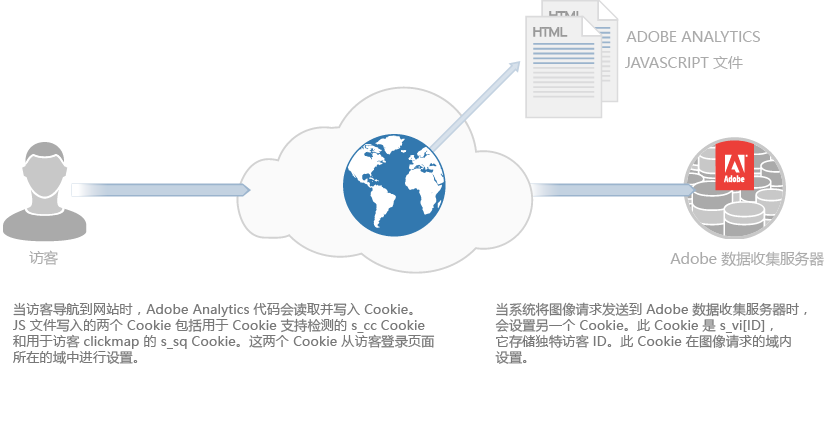 HTML
HTML
ADOBE ANALYTICS
JAVASCRIPT 文件
Adobe
访客
Adobe 数据收集服务器
当访客导航到网站时，Adobe Analytics 代码会读取并写入 Cookie。
JS 文件写入的两个 Cookie 包括用于 Cookie 支持检测的 s_cc Cookie
和用于访客 clickmap 的 s_sq Cookie。这两个 Cookie 从访客登录页面
所在的域中进行设置。
当系统将图像请求发送到 Adobe 数据收集服务器时，
会设置另一个 Cookie。此 Cookie 是 s_vi[ID]，
它存储独特访客 ID。此 Cookie 在图像请求的域内
设置。